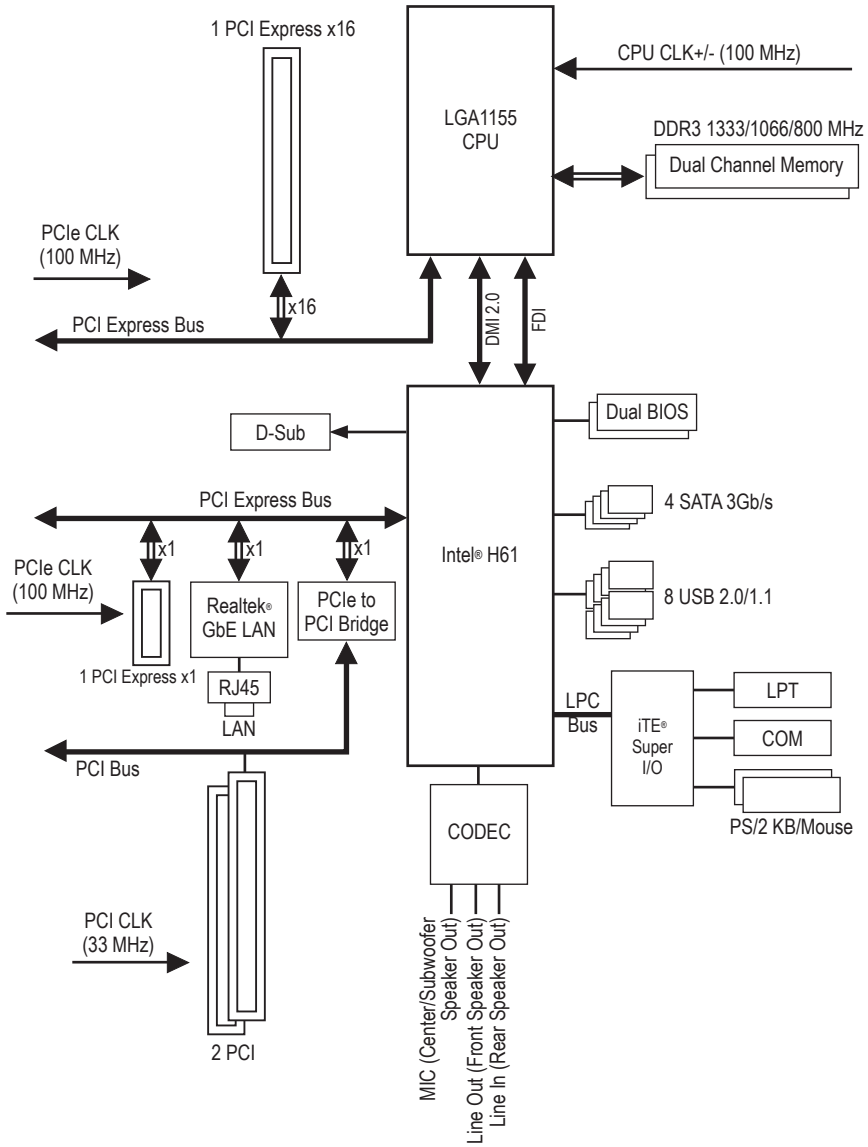 1 PCI Express x16
CPU CLK+/- (100 MHz)
LGA1155
CPU
DDR3 1333/1066/800 MHz
Dual Channel Memory
PCIe CLK
(100 MHz)
x16
PCI Express Bus
DMI 2.0
FDI
D-Sub
Dual BIOS
PCI Express Bus
4 SATA 3Gb/s
x1
x1
x1
Intel® H61
PCIe CLK
(100 MHz)
Realtek®
GbE LAN
PCIe to
PCI Bridge
8 USB 2.0/1.1
1 PCI Express x1
RJ45
LAN
LPC
Bus
iTE®
Super
I/O
LPT
COM
PS/2 KB/Mouse
PCI Bus
CODEC
PCI CLK
(33 MHz)
2 PCI
MIC (Center/Subwoofer
Speaker Out)
Line Out (Front Speaker Out)
Line In (Rear Speaker Out)